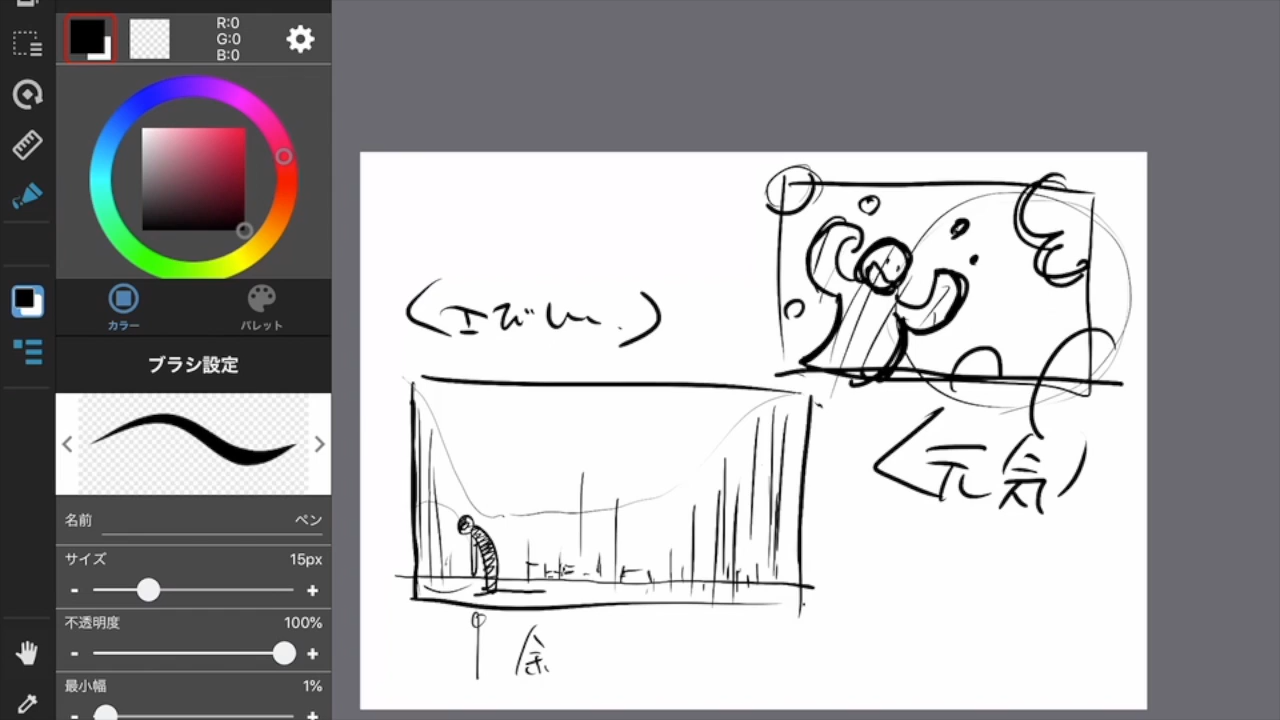 R:0
G:0
B:0
カラー
パレット
ブラシ設定
名前
ペン
サイズ
15px
- +
不透明度
100%
- +
最小幅
1%
- +
(さびしい)
<元気)
余